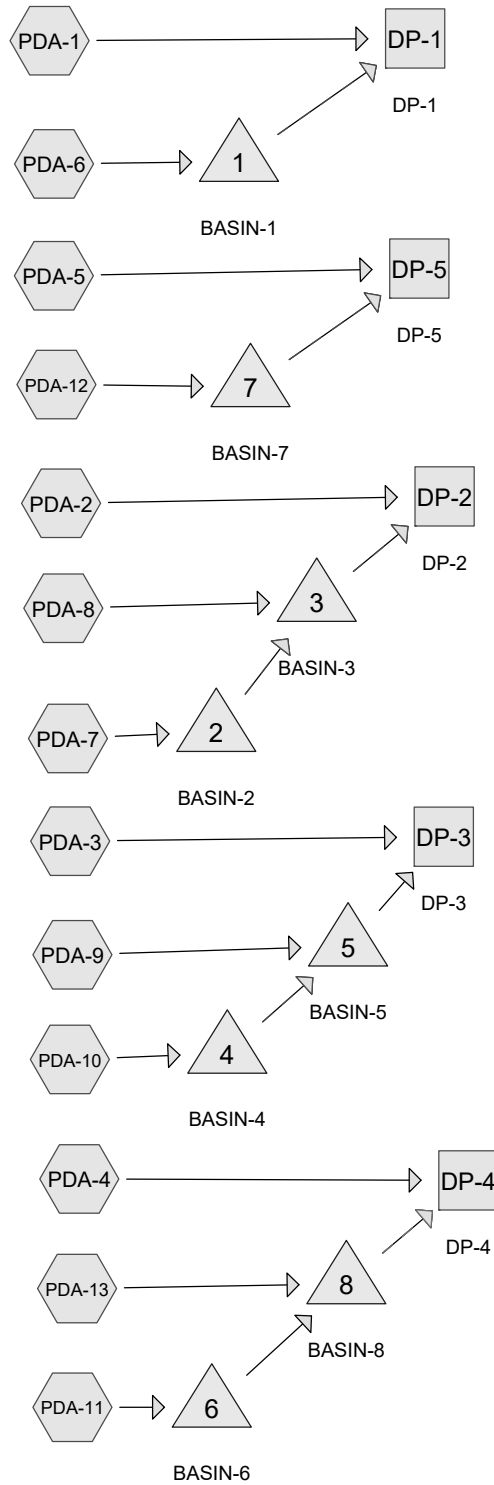 PDA-1
DP-1
DP-1
PDA-6
1
BASIN-1
PDA-5
DP-5
DP-5
PDA-12
7
BASIN-7
PDA-2
DP-2
DP-2
PDA-8
3
BASIN-3
PDA-7
2
BASIN-2
PDA-3
DP-3
DP-3
PDA-9
5
BASIN-5
PDA-10
4
BASIN-4
PDA-4
DP-4
DP-4
PDA-13
8
BASIN-8
PDA-11
6
BASIN-6